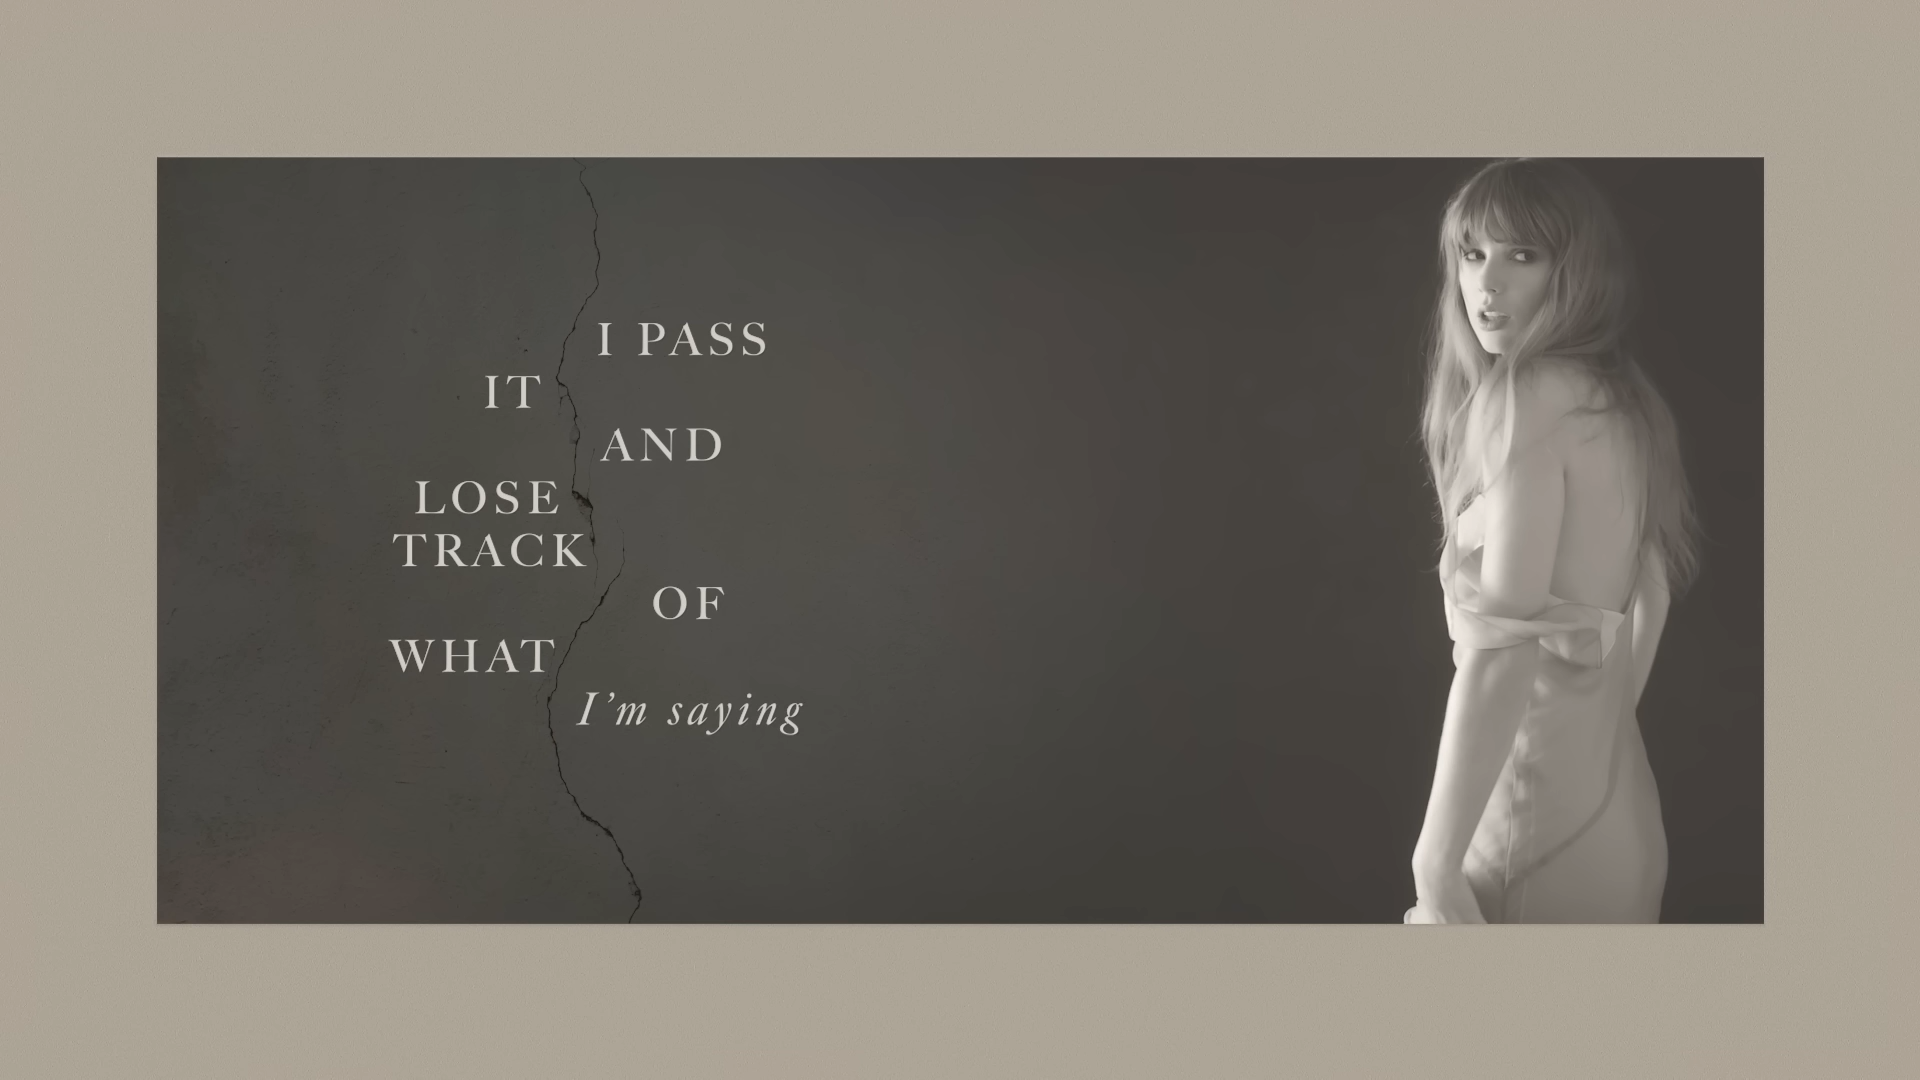 I PASS
IT
AND
LOSE
TRACK
OF
WHAT
I’m saying